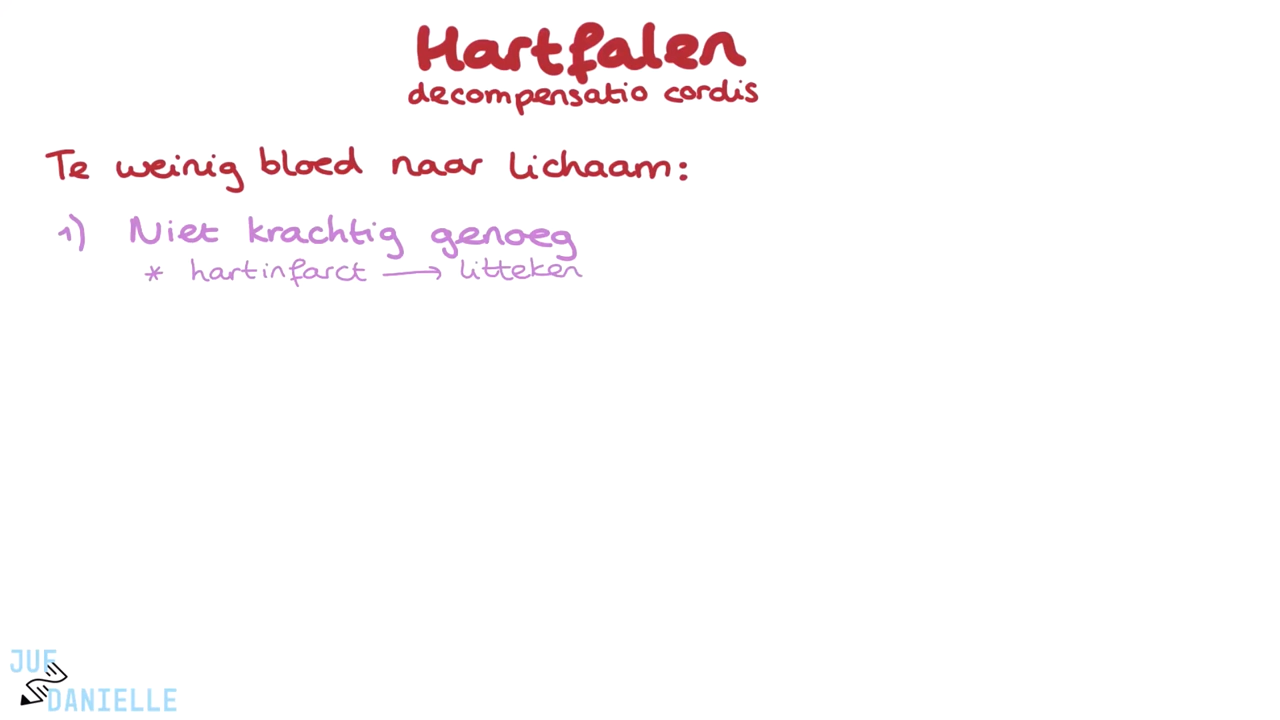 Hartfalen
decompensatio cordis
Te weinig bloed naar lichaam:
1) Niet krachtig genoeg
* hartinfarct → litteken
JUF
DANIELLE